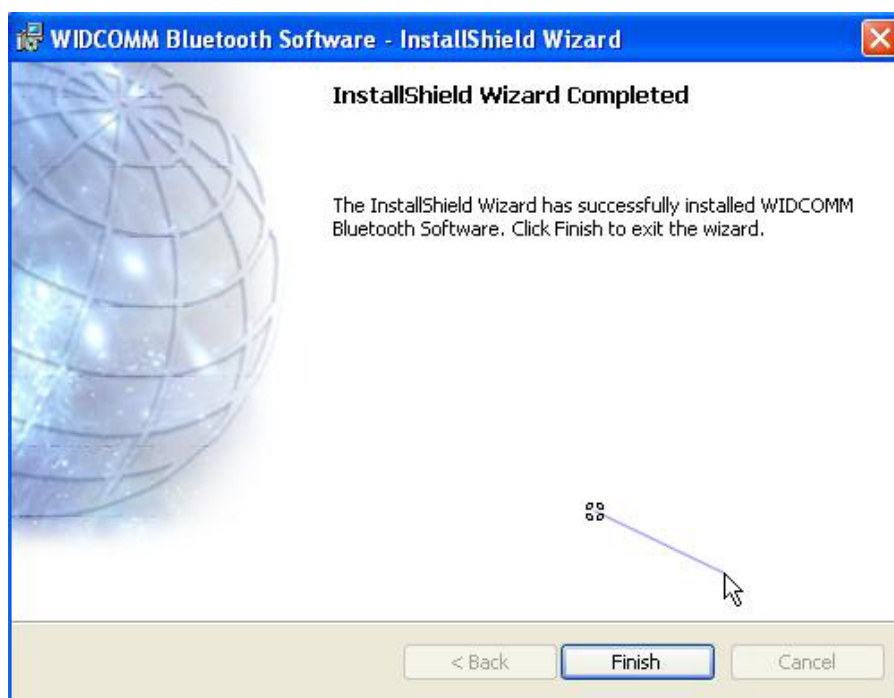 WIDCOMM Bluetooth Software - InstallShield Wizard
InstallShield Wizard Completed
The InstallShield Wizard has successfully installed WIDCOMM
Bluetooth Software. Click Finish to exit the wizard.
< Back
Finish
Cancel